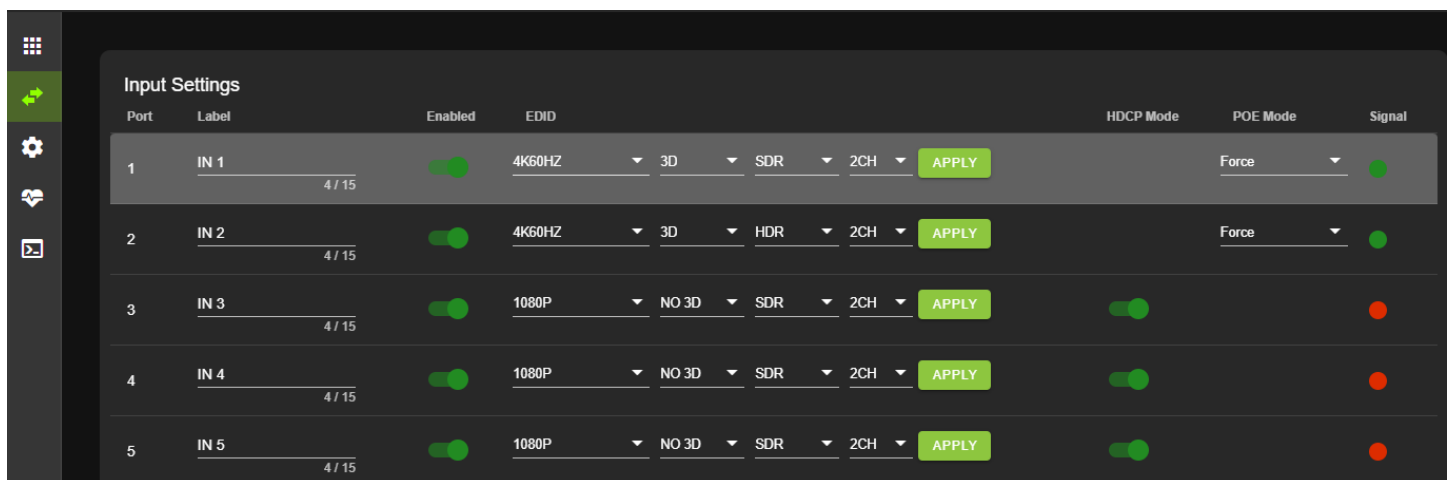 Input Settings
Port Label Enabled EDID HDCP Mode POE Mode Signal
1 IN 1 4K60HZ 3D SDR 2CH APPLY Force
4 / 15
2 IN 2 4K60HZ 3D HDR 2CH APPLY Force
4 / 15
3 IN 3 1080P NO 3D SDR 2CH APPLY
4 / 15
4 IN 4 1080P NO 3D SDR 2CH APPLY
4 / 15
5 IN 5 1080P NO 3D SDR 2CH APPLY
4 / 15